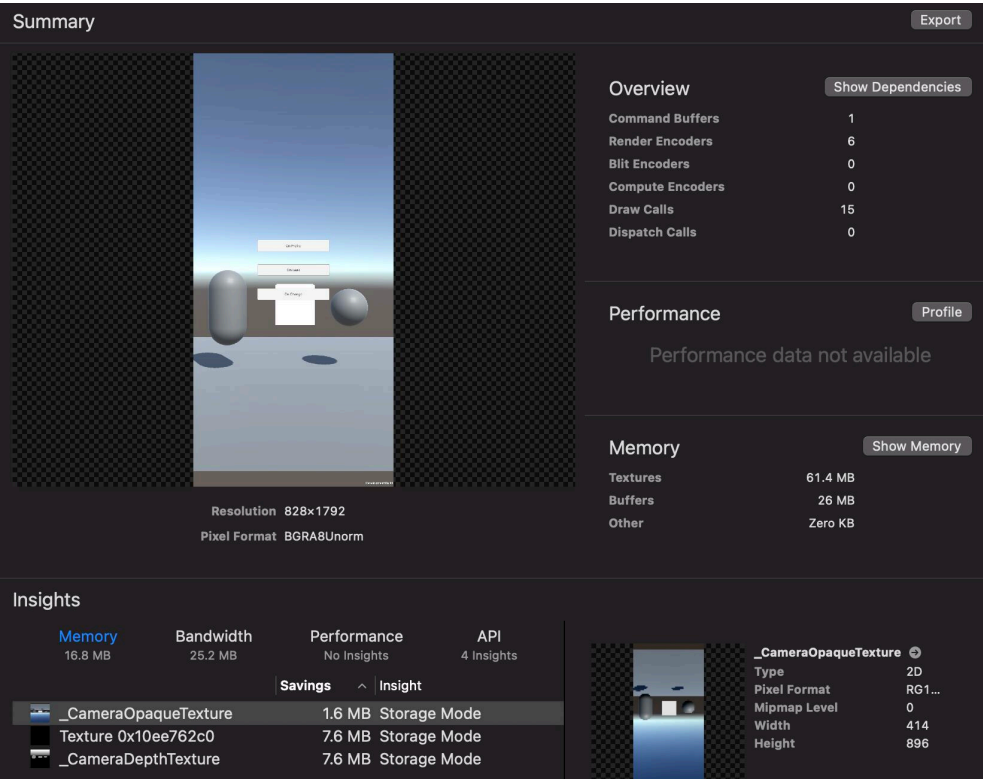 Summary
Export
Resolution 828×1792
Pixel Format BGRA8Unorm
Overview
Show Dependencies
Command Buffers 1
Render Encoders 6
Blit Encoders 0
Compute Encoders 0
Draw Calls 15
Dispatch Calls 0
Performance
Profile
Performance data not available
Memory
Show Memory
Textures 61.4 MB
Buffers 26 MB
Other Zero KB
Insights
Memory Bandwidth Performance API
16.8 MB 25.2 MB No Insights 4 Insights
Savings Insight
_CameraOpaqueTexture 1.6 MB Storage Mode
Texture 0x10ee762c0 7.6 MB Storage Mode
_CameraDepthTexture 7.6 MB Storage Mode
_CameraOpaqueTexture
Type 2D
Pixel Format RG1...
Mipmap Level 0
Width 414
Height 896